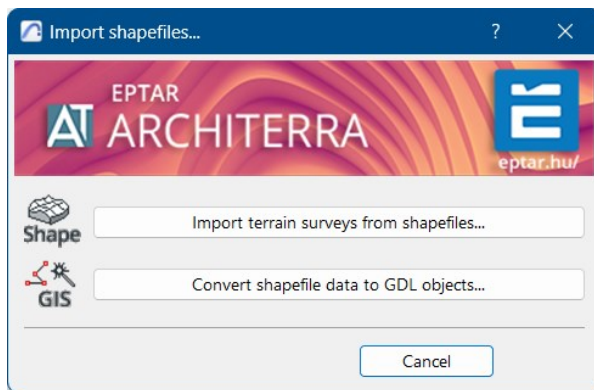 Import shapefiles...
?
EPTAR
AT ARCHITERRA
eptar.hu/
Shape
Import terrain surveys from shapefiles...
GIS
Convert shapefile data to GDL objects...
Cancel